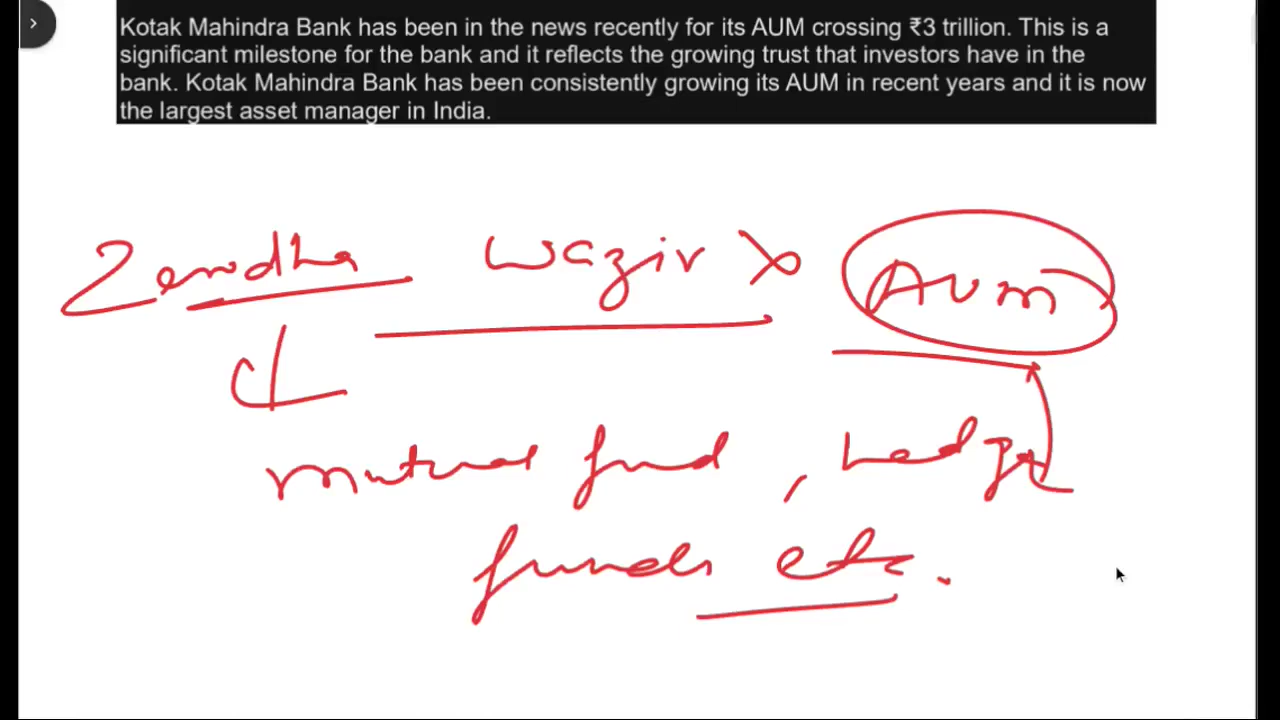 Kotak Mahindra Bank has been in the news recently for its AUM crossing ₹3 trillion. This is a
significant milestone for the bank and it reflects the growing trust that investors have in the
bank. Kotak Mahindra Bank has been consistently growing its AUM in recent years and it is now
the largest asset manager in India.
Zerodha wazir X AUM
mutual fund, hedge
funds etc.